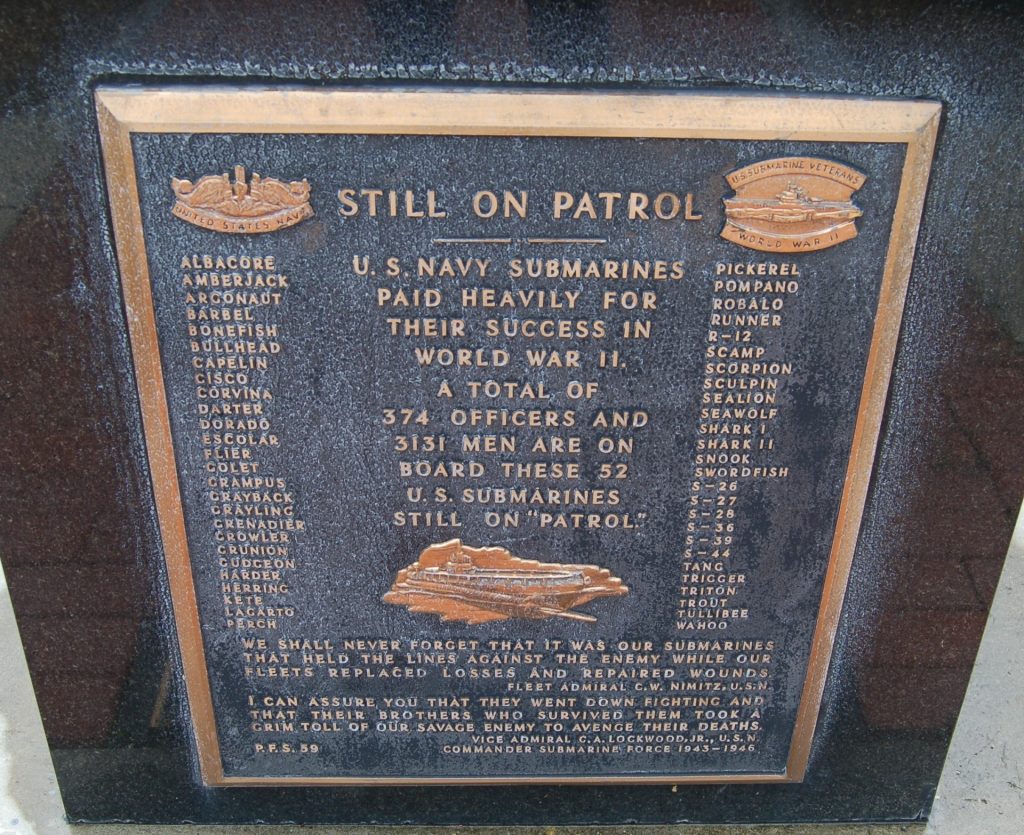 UNITED STATES NAVY
STILL ON PATROL
U.S. SUBMARINE VETERANS
WORLD WAR II
ALBACORE
AMBERJACK
ARGONAUT
BARBEL
BONEFISH
BULLHEAD
CAPELIN
CISCO
CORVINA
DARTER
DORADO
ESCOLAR
FLIER
GOLET
GRAMPUS
GRAYBACK
GRAYLING
GRENADIER
GROWLER
GRUNION
GUDGEON
HARDER
HERRING
KETE
LAGARTO
PERCH
U. S. NAVY SUBMARINES
PAID HEAVILY FOR
THEIR SUCCESS IN
WORLD WAR II.
A TOTAL OF
374 OFFICERS AND
3131 MEN ARE ON
BOARD THESE 52
U. S. SUBMARINES
STILL ON "PATROL."
PICKEREL
POMPANO
ROBALO
RUNNER
R-12
SCAMP
SCORPION
SCULPIN
SEALION
SEAWOLF
SHARK I
SHARK II
SNOOK
SWORDFISH
S-26
S-27
S-28
S-36
S-39
S-44
TANG
TRIGGER
TRITON
TROUT
TULLIBEE
WAHOO
WE SHALL NEVER FORGET THAT IT WAS OUR SUBMARINES
THAT HELD THE LINES AGAINST THE ENEMY WHILE OUR
FLEETS REPLACED LOSSES AND REPAIRED WOUNDS.
FLEET ADMIRAL C.W. NIMITZ, U.S.N.
I CAN ASSURE YOU THAT THEY WENT DOWN FIGHTING AND
THAT THEIR BROTHERS WHO SURVIVED THEM TOOK A
GRIM TOLL OF OUR SAVAGE ENEMY TO AVENGE THEIR DEATHS.
VICE ADMIRAL C.A. LOCKWOOD, JR., U.S.N.
P.F.S. 59 COMMANDER SUBMARINE FORCE 1943-1946.